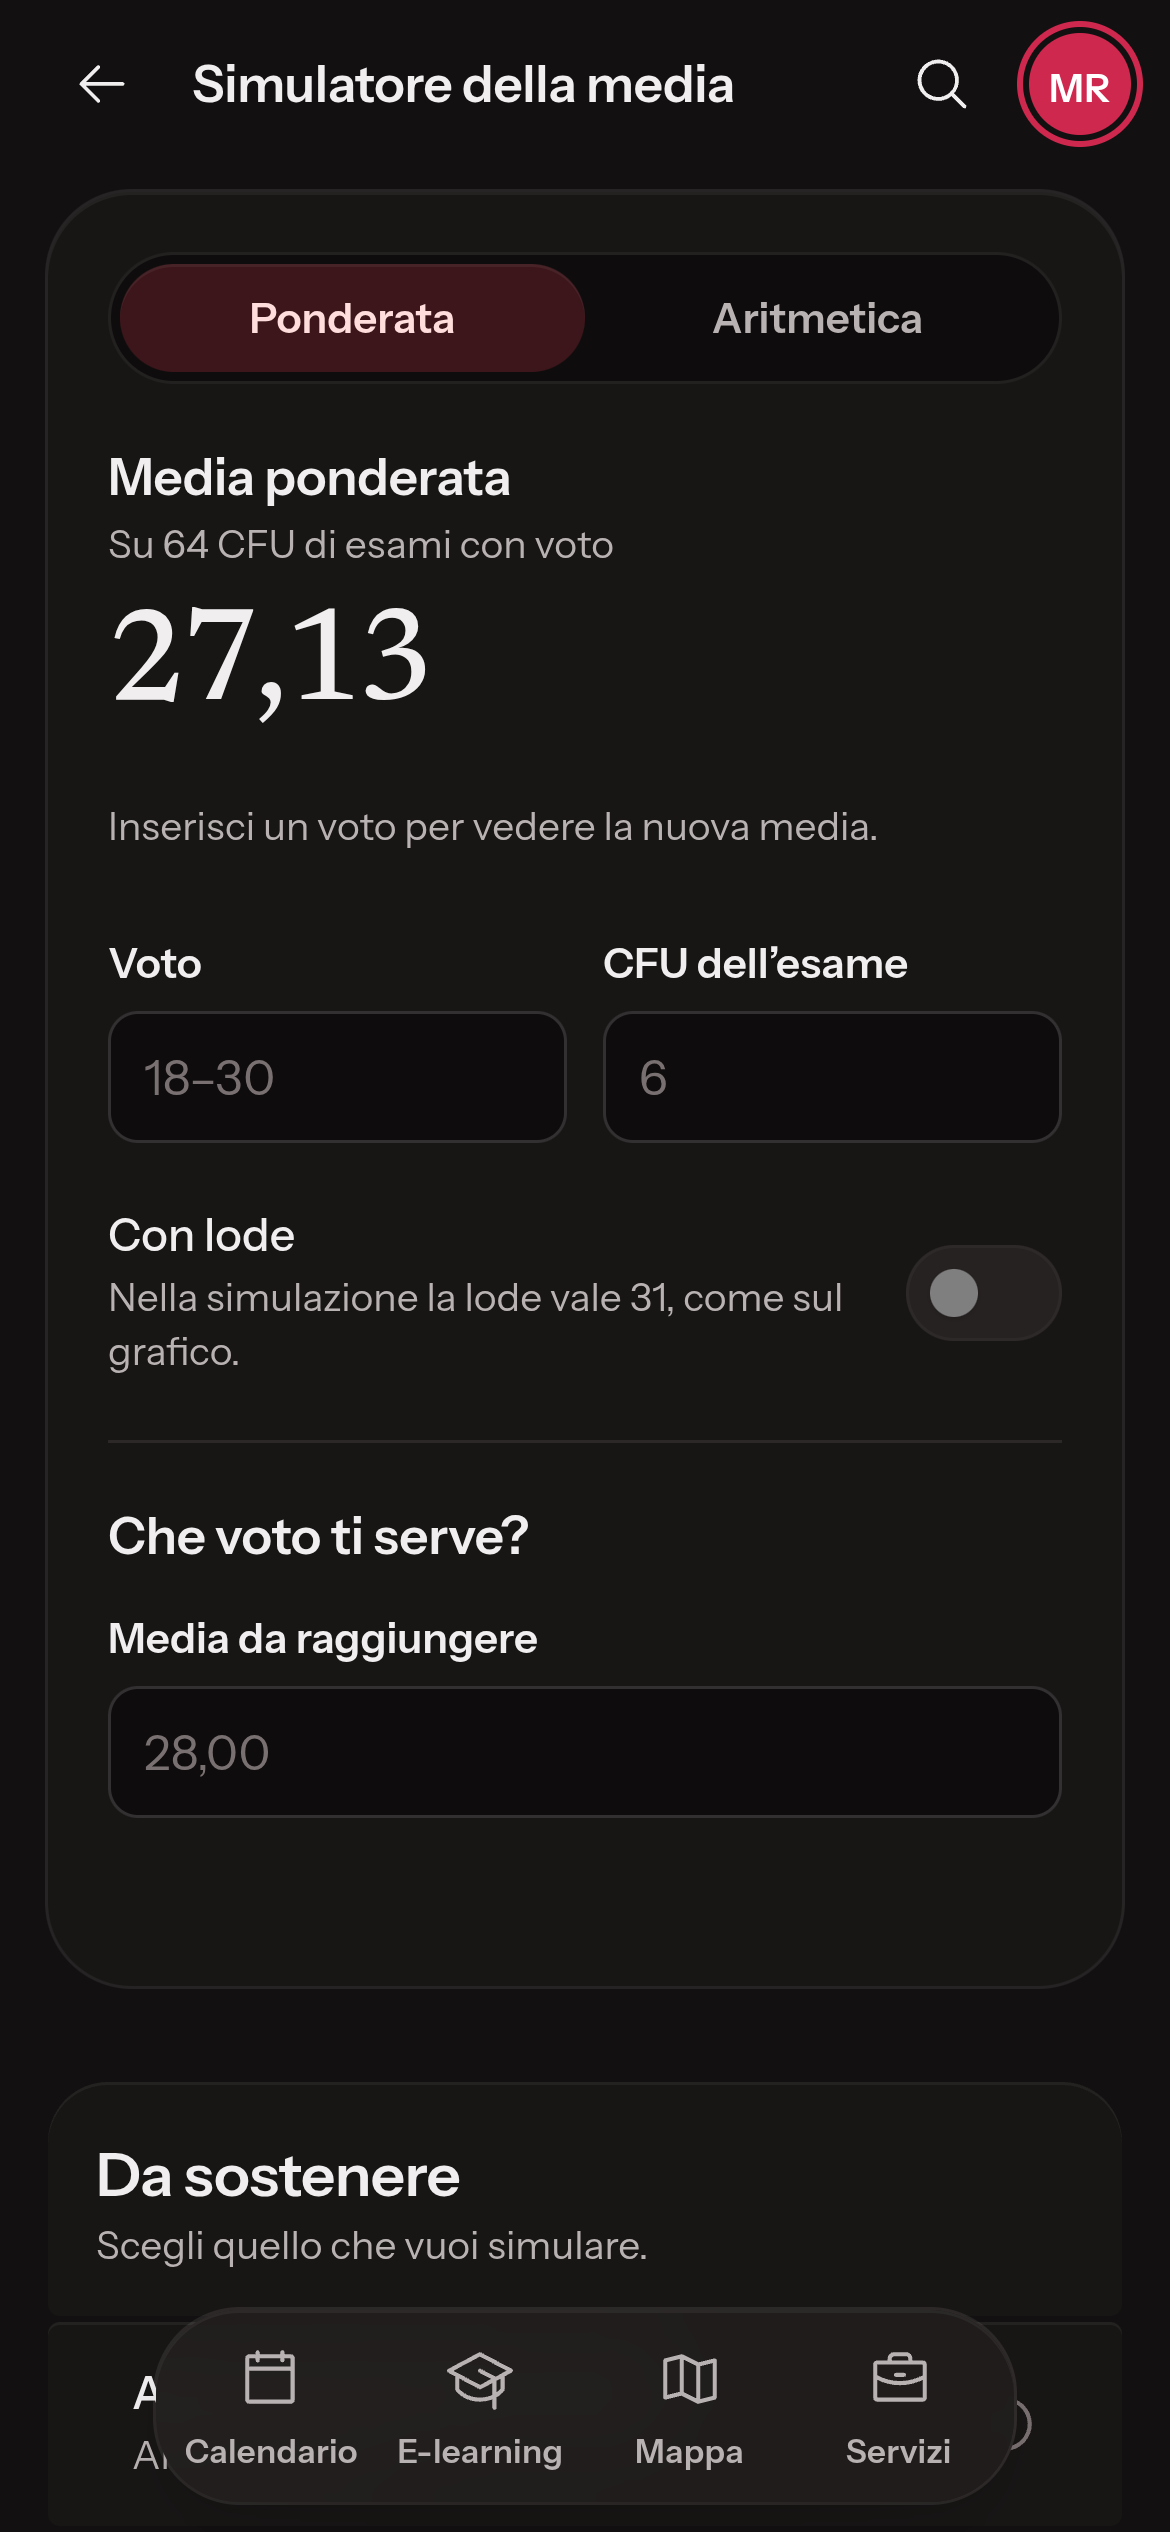 Simulatore della media
MR
Ponderata
Aritmetica
Media ponderata
Su 64 CFU di esami con voto
27,13
Inserisci un voto per vedere la nuova media.
Voto
CFU dell’esame
18–30
6
Con lode
Nella simulazione la lode vale 31, come sul
grafico.
Che voto ti serve?
Media da raggiungere
28,00
Da sostenere
Scegli quello che vuoi simulare.
Calendario
E-learning
Mappa
Servizi